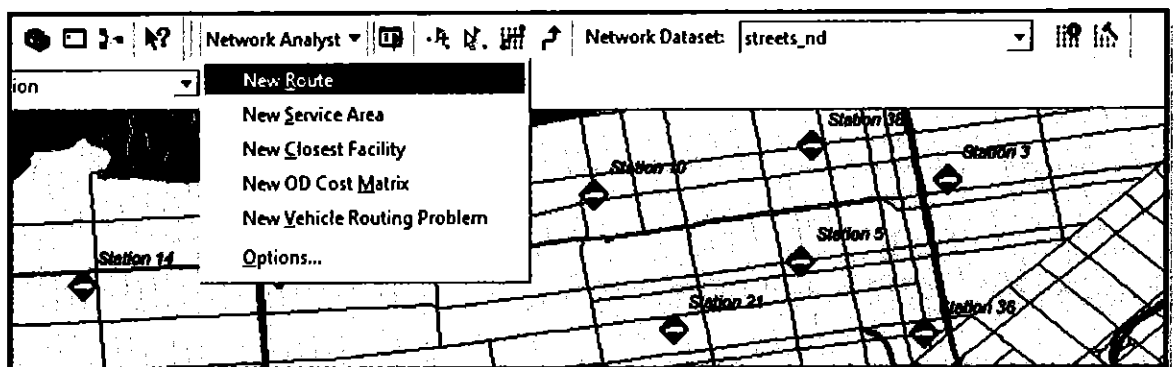 Network Analyst
Network Dataset:
streets_nd
ion
New Route
New Service Area
New Closest Facility
New OD Cost Matrix
New Vehicle Routing Problem
Options...
Station 38
Station 3
Station 10
Station 5
Station 14
Station 21
Station 36